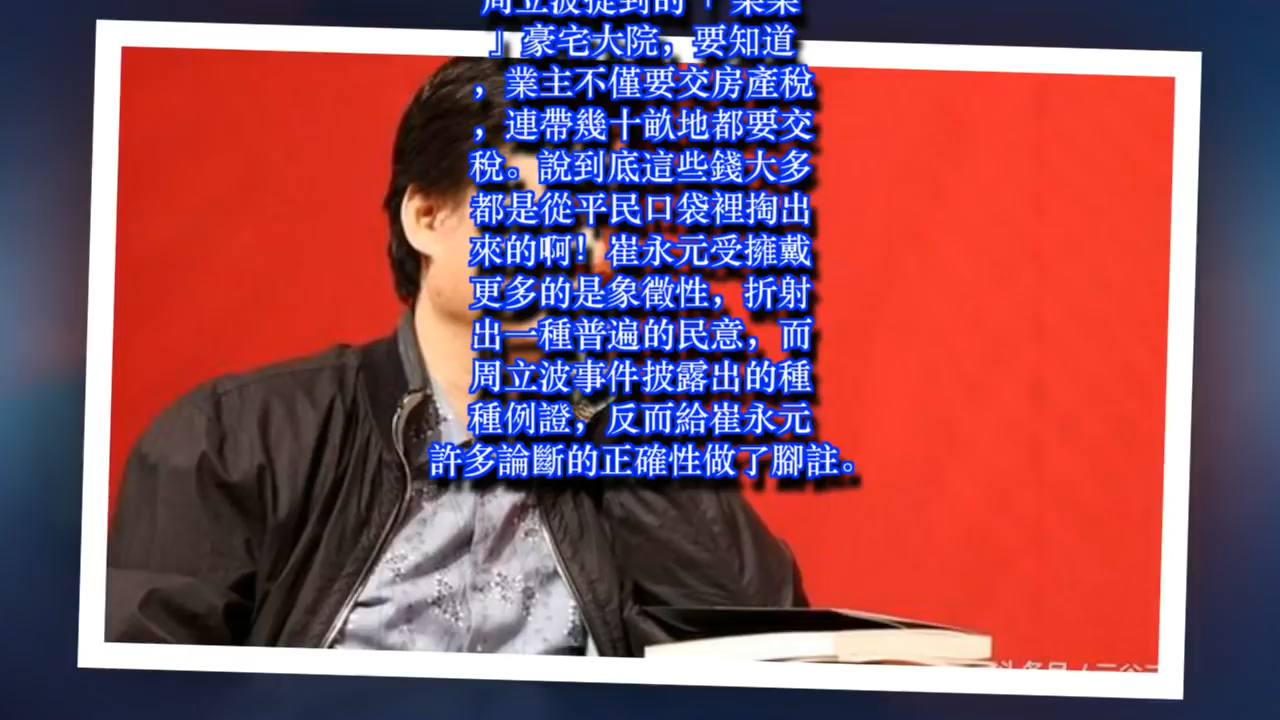 周立波提到的「某某
」豪宅大院，要知道
，業主不僅要交房產稅
，連帶幾十畝地都要交
稅。說到底這些錢大多
都是從平民口袋裡掏出
來的啊！崔永元受擁戴
更多的是象徵性，折射
出一種普遍的民意，而
周立波事件披露出的種
種例證，反而給崔永元
許多論斷的正確性做了腳註。